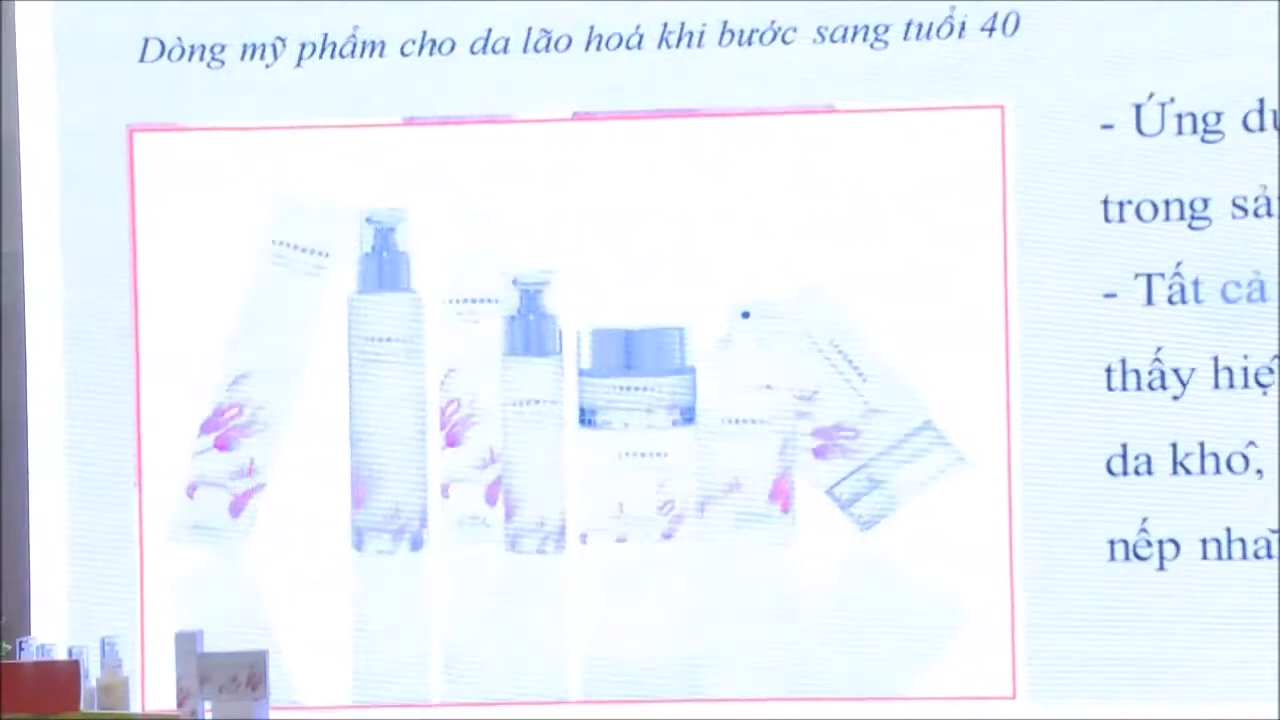 Dòng mỹ phẩm cho da lão hoá khi bước sang tuổi 40
- Ứng dụ
trong sả
- Tất cả
thấy hiệ
da khô,
nếp nhă